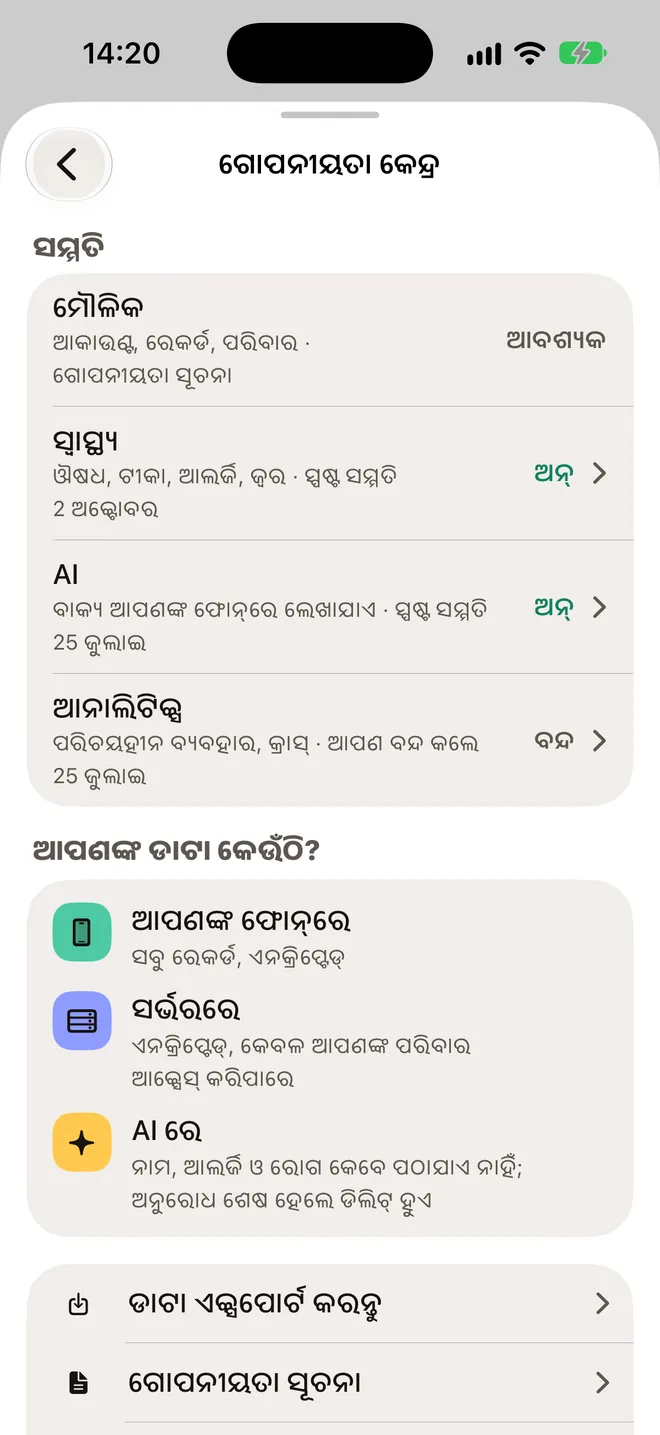 14:20
ଗୋପନୀୟତା କେନ୍ଦ୍ର
ସମ୍ମତି
ମୌଳିକ
ଆକାଉଣ୍ଟ, ରେକର୍ଡ, ପରିବାର ·
ଗୋପନୀୟତା ସୂଚନା
ଆବଶ୍ୟକ
ସ୍ୱାସ୍ଥ୍ୟ
ଔଷଧ, ଟୀକା, ଆଲର୍ଜି, ଜ୍ୱର · ସ୍ପଷ୍ଟ ସମ୍ମତି
2 ଅକ୍ଟୋବର
ଅନ୍
AI
ବାକ୍ୟ ଆପଣଙ୍କ ଫୋନ୍‌ରେ ଲେଖାଯାଏ · ସ୍ପଷ୍ଟ ସମ୍ମତି
25 ଜୁଲାଇ
ଅନ୍
ଆନାଲିଟିକ୍ସ
ପରିଚୟହୀନ ବ୍ୟବହାର, କ୍ରାସ୍ · ଆପଣ ବନ୍ଦ କଲେ
25 ଜୁଲାଇ
ବନ୍ଦ
ଆପଣଙ୍କ ଡାଟା କେଉଁଠି?
ଆପଣଙ୍କ ଫୋନ୍‌ରେ
ସବୁ ରେକର୍ଡ, ଏନକ୍ରିପ୍ଟେଡ୍
ସର୍ଭରରେ
ଏନକ୍ରିପ୍ଟେଡ୍, କେବଳ ଆପଣଙ୍କ ପରିବାର
ଆକ୍ସେସ୍ କରିପାରେ
AI ରେ
ନାମ, ଆଲର୍ଜି ଓ ରୋଗ କେବେ ପଠାଯାଏ ନାହିଁ;
ଅନୁରୋଧ ଶେଷ ହେଲେ ଡିଲିଟ୍ ହୁଏ
ଡାଟା ଏକ୍ସପୋର୍ଟ କରନ୍ତୁ
ଗୋପନୀୟତା ସୂଚନା